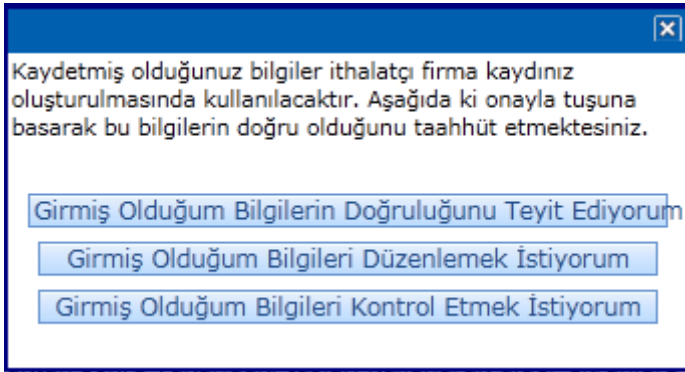 Kaydetmiş olduğunuz bilgiler ithalatçı firma kaydınız
oluşturulmasında kullanılacaktır. Aşağıda ki onayla tuşuna
basarak bu bilgilerin doğru olduğunu taahhüt etmektesiniz.
Girmiş Olduğum Bilgilerin Doğruluğunu Teyit Ediyorum
Girmiş Olduğum Bilgileri Düzenlemek İstiyorum
Girmiş Olduğum Bilgileri Kontrol Etmek İstiyorum